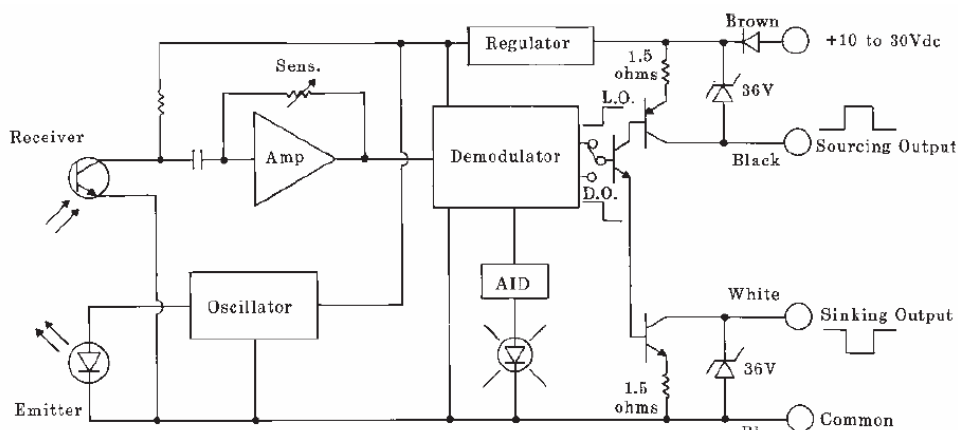 Brown
+10 to 30Vdc
Regulator
1.5
ohms
36V
Sens.
L.O.
Receiver
Amp
Demodulator
Black
Sourcing Output
D.O.
AID
Oscillator
White
Sinking Output
Emitter
1.5
ohms
36V
Common